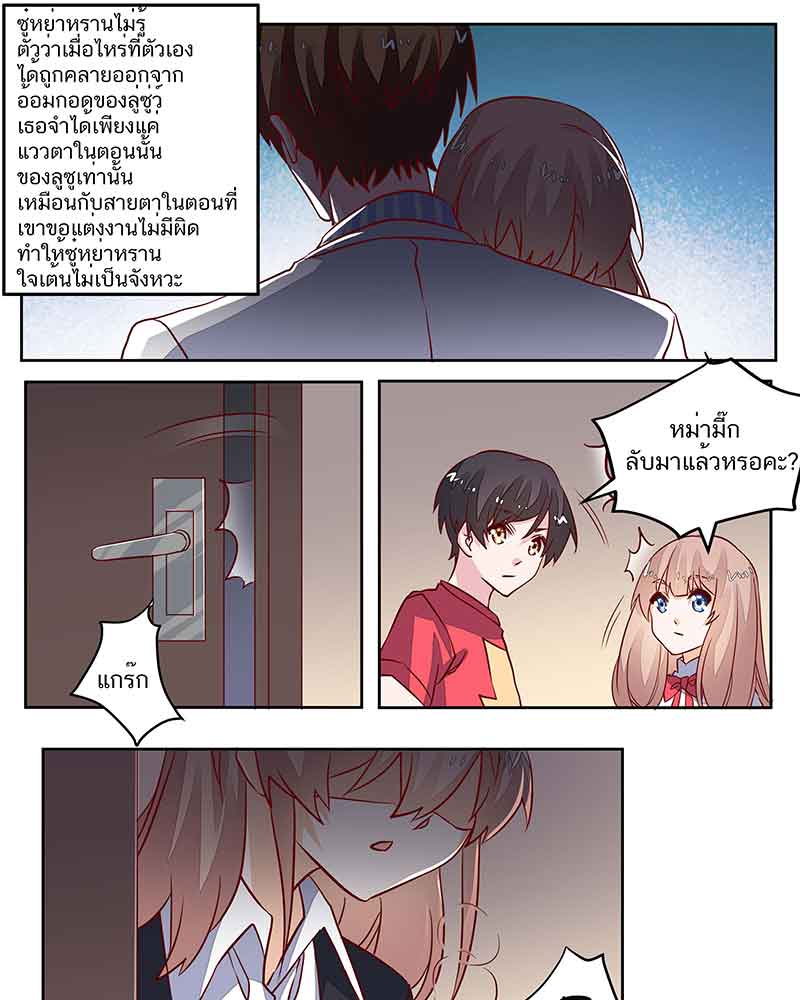 ซู๋หย่าหรานไม่รู้
ตัวว่าเมื่อไหร่ที่ตัวเอง
ได้ถูกคลายออกจาก
อ้อมกอดของลู่ซู่ว์
เธอจำได้เพียงแค่
แววตาในตอนนั้น
ของลูซูเท่านั้น
เหมือนกับสายตาในตอนที่
เขาขอแต่งงานไม่มีผิด
ทำให้ซู๋หย่าหราน
ใจเต้นไม่เป็นจังหวะ
หม่ามี๊ก
ลับมาแล้วหรอคะ?
แกร๊ก